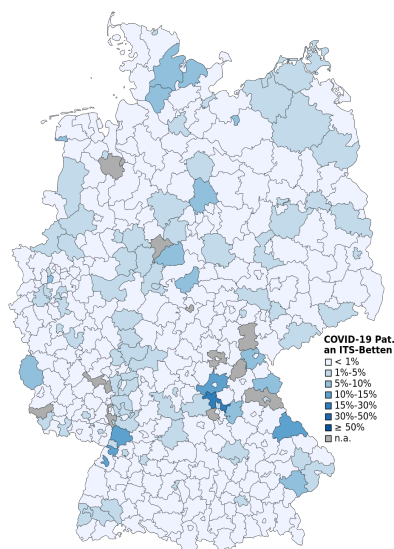 COVID-19 Pat.
an ITS-Betten
< 1%
1%-5%
5%-10%
10%-15%
15%-30%
30%-50%
≥ 50%
n.a.